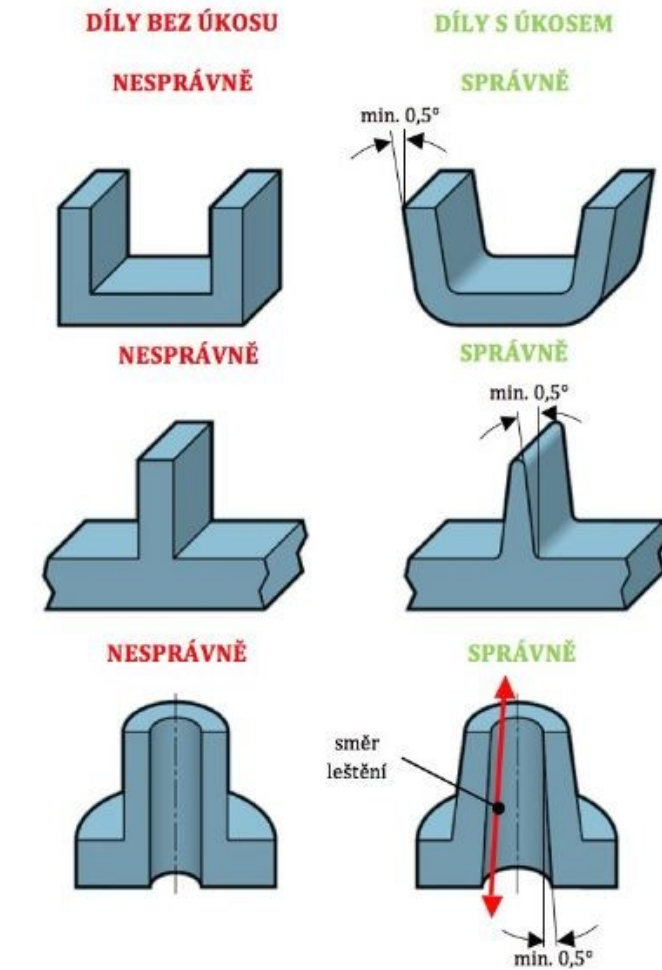 DÍLY BEZ ÚKOSU
DÍLY S ÚKOSEM
NESPRÁVNĚ
SPRÁVNĚ
min. 0,5°
NESPRÁVNĚ
SPRÁVNĚ
min. 0,5°
NESPRÁVNĚ
SPRÁVNĚ
směr
leštění
min. 0,5°